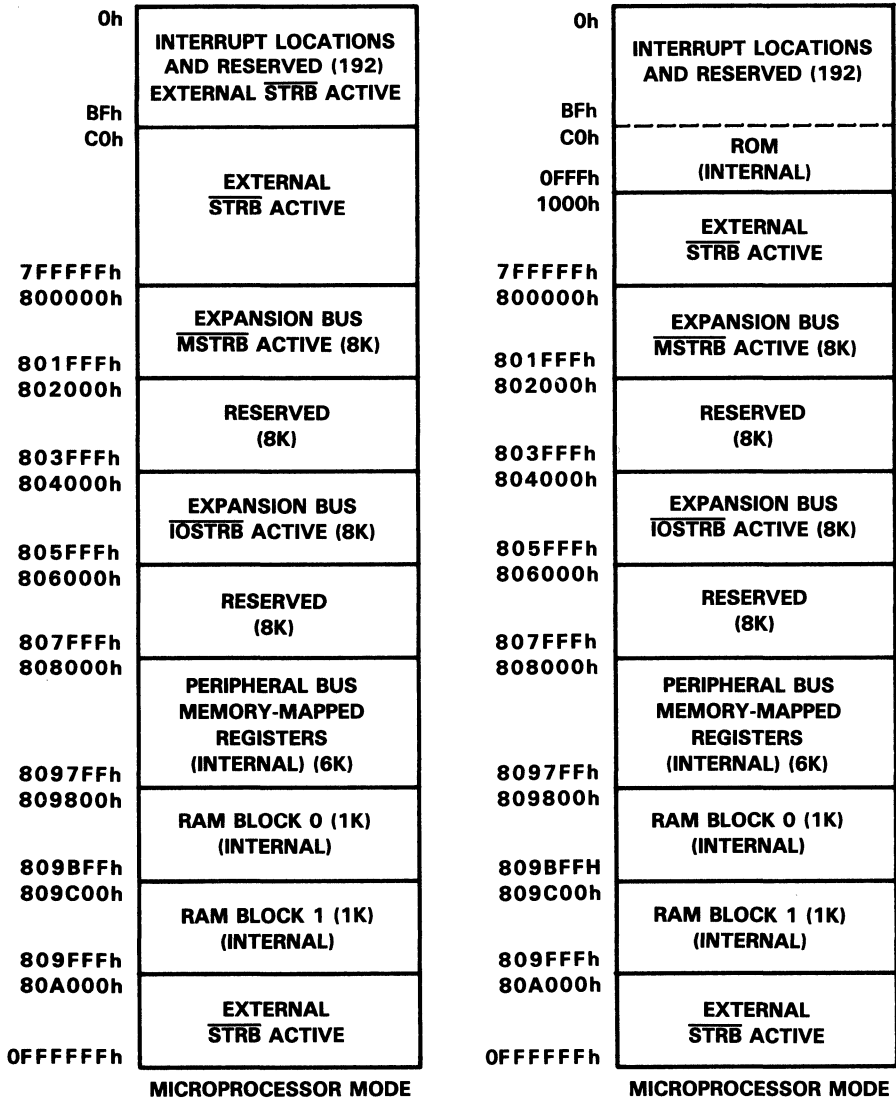 0h
INTERRUPT LOCATIONS
AND RESERVED (192)
EXTERNAL STRB ACTIVE
BFh
C0h
EXTERNAL
STRB ACTIVE
7FFFFFh
800000h
EXPANSION BUS
MSTRB ACTIVE (8K)
801FFFh
802000h
RESERVED
(8K)
803FFFh
804000h
EXPANSION BUS
IOSTRB ACTIVE (8K)
805FFFh
806000h
RESERVED
(8K)
807FFFh
808000h
PERIPHERAL BUS
MEMORY-MAPPED
REGISTERS
(INTERNAL) (6K)
8097FFh
809800h
RAM BLOCK 0 (1K)
(INTERNAL)
809BFFh
809C00h
RAM BLOCK 1 (1K)
(INTERNAL)
809FFFh
80A000h
EXTERNAL
STRB ACTIVE
0FFFFFFh
MICROPROCESSOR MODE
0h
INTERRUPT LOCATIONS
AND RESERVED (192)
BFh
C0h
ROM
(INTERNAL)
0FFFh
1000h
EXTERNAL
STRB ACTIVE
7FFFFFh
800000h
EXPANSION BUS
MSTRB ACTIVE (8K)
801FFFh
802000h
RESERVED
(8K)
803FFFh
804000h
EXPANSION BUS
IOSTRB ACTIVE (8K)
805FFFh
806000h
RESERVED
(8K)
807FFFh
808000h
PERIPHERAL BUS
MEMORY-MAPPED
REGISTERS
(INTERNAL) (6K)
8097FFh
809800h
RAM BLOCK 0 (1K)
(INTERNAL)
809BFFH
809C00h
RAM BLOCK 1 (1K)
(INTERNAL)
809FFFh
80A000h
EXTERNAL
STRB ACTIVE
0FFFFFFh
MICROPROCESSOR MODE